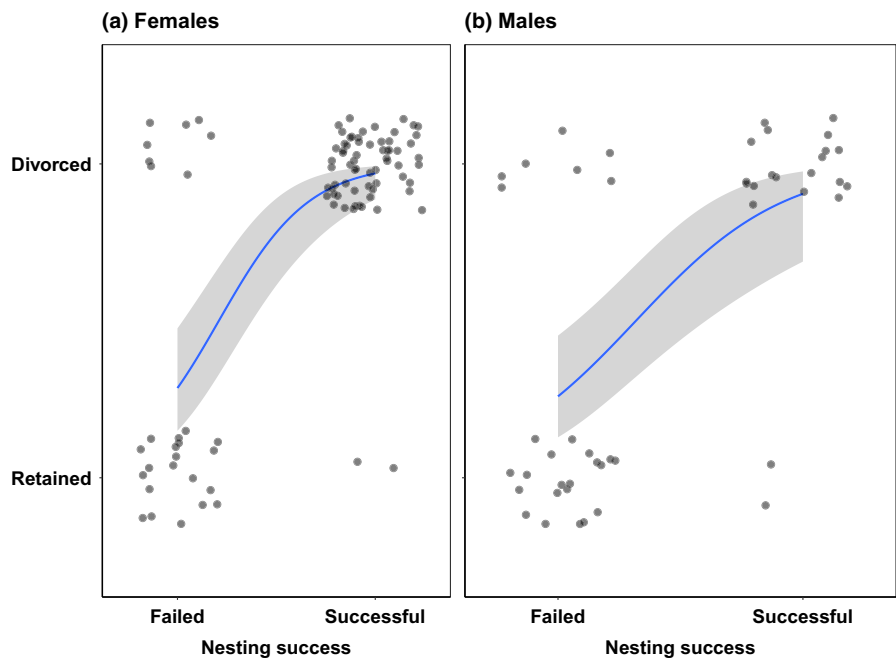 (a) Females
(b) Males
Divorced
Retained
Failed
Successful
Failed
Successful
Nesting success
Nesting success